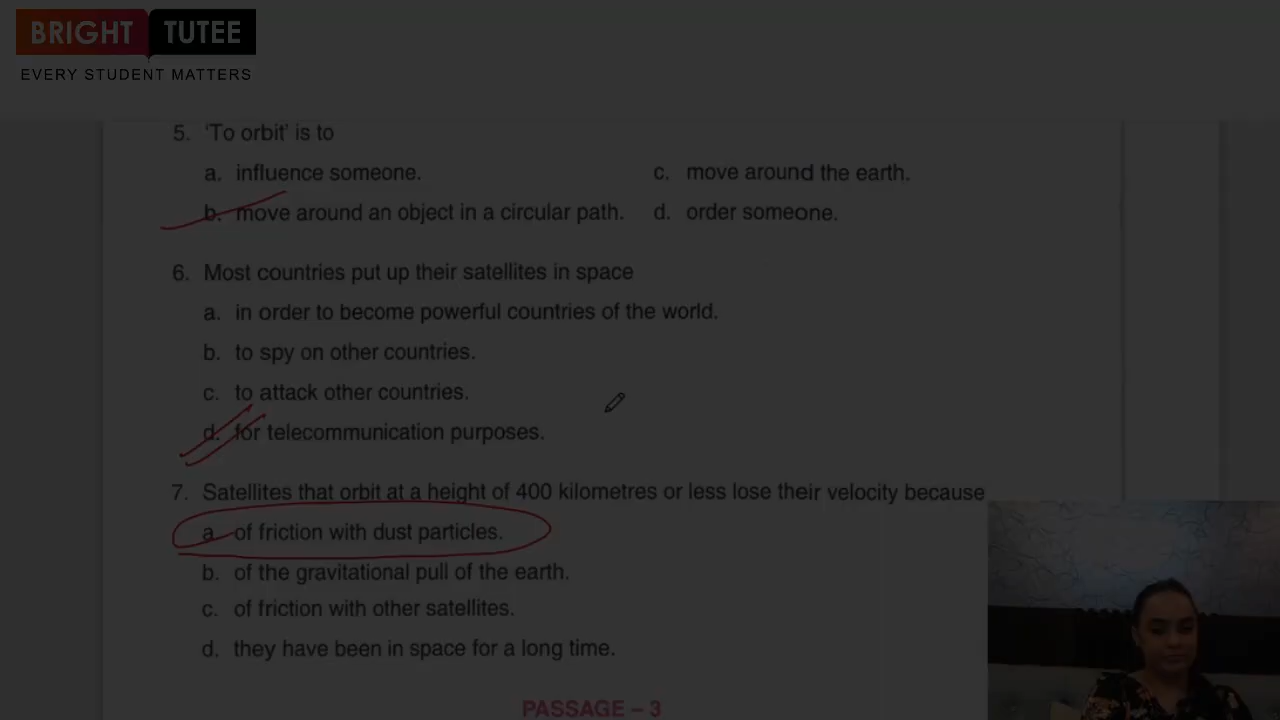 BRIGHT TUTEE
EVERY STUDENT MATTERS
5. 'To orbit' is to
a. influence someone.
c. move around the earth.
b. move around an object in a circular path.
d. order someone.
6. Most countries put up their satellites in space
a. in order to become powerful countries of the world.
b. to spy on other countries.
c. to attack other countries.
d. for telecommunication purposes.
7. Satellites that orbit at a height of 400 kilometres or less lose their velocity because
a. of friction with dust particles.
b. of the gravitational pull of the earth.
c. of friction with other satellites.
d. they have been in space for a long time.
PASSAGE – 3